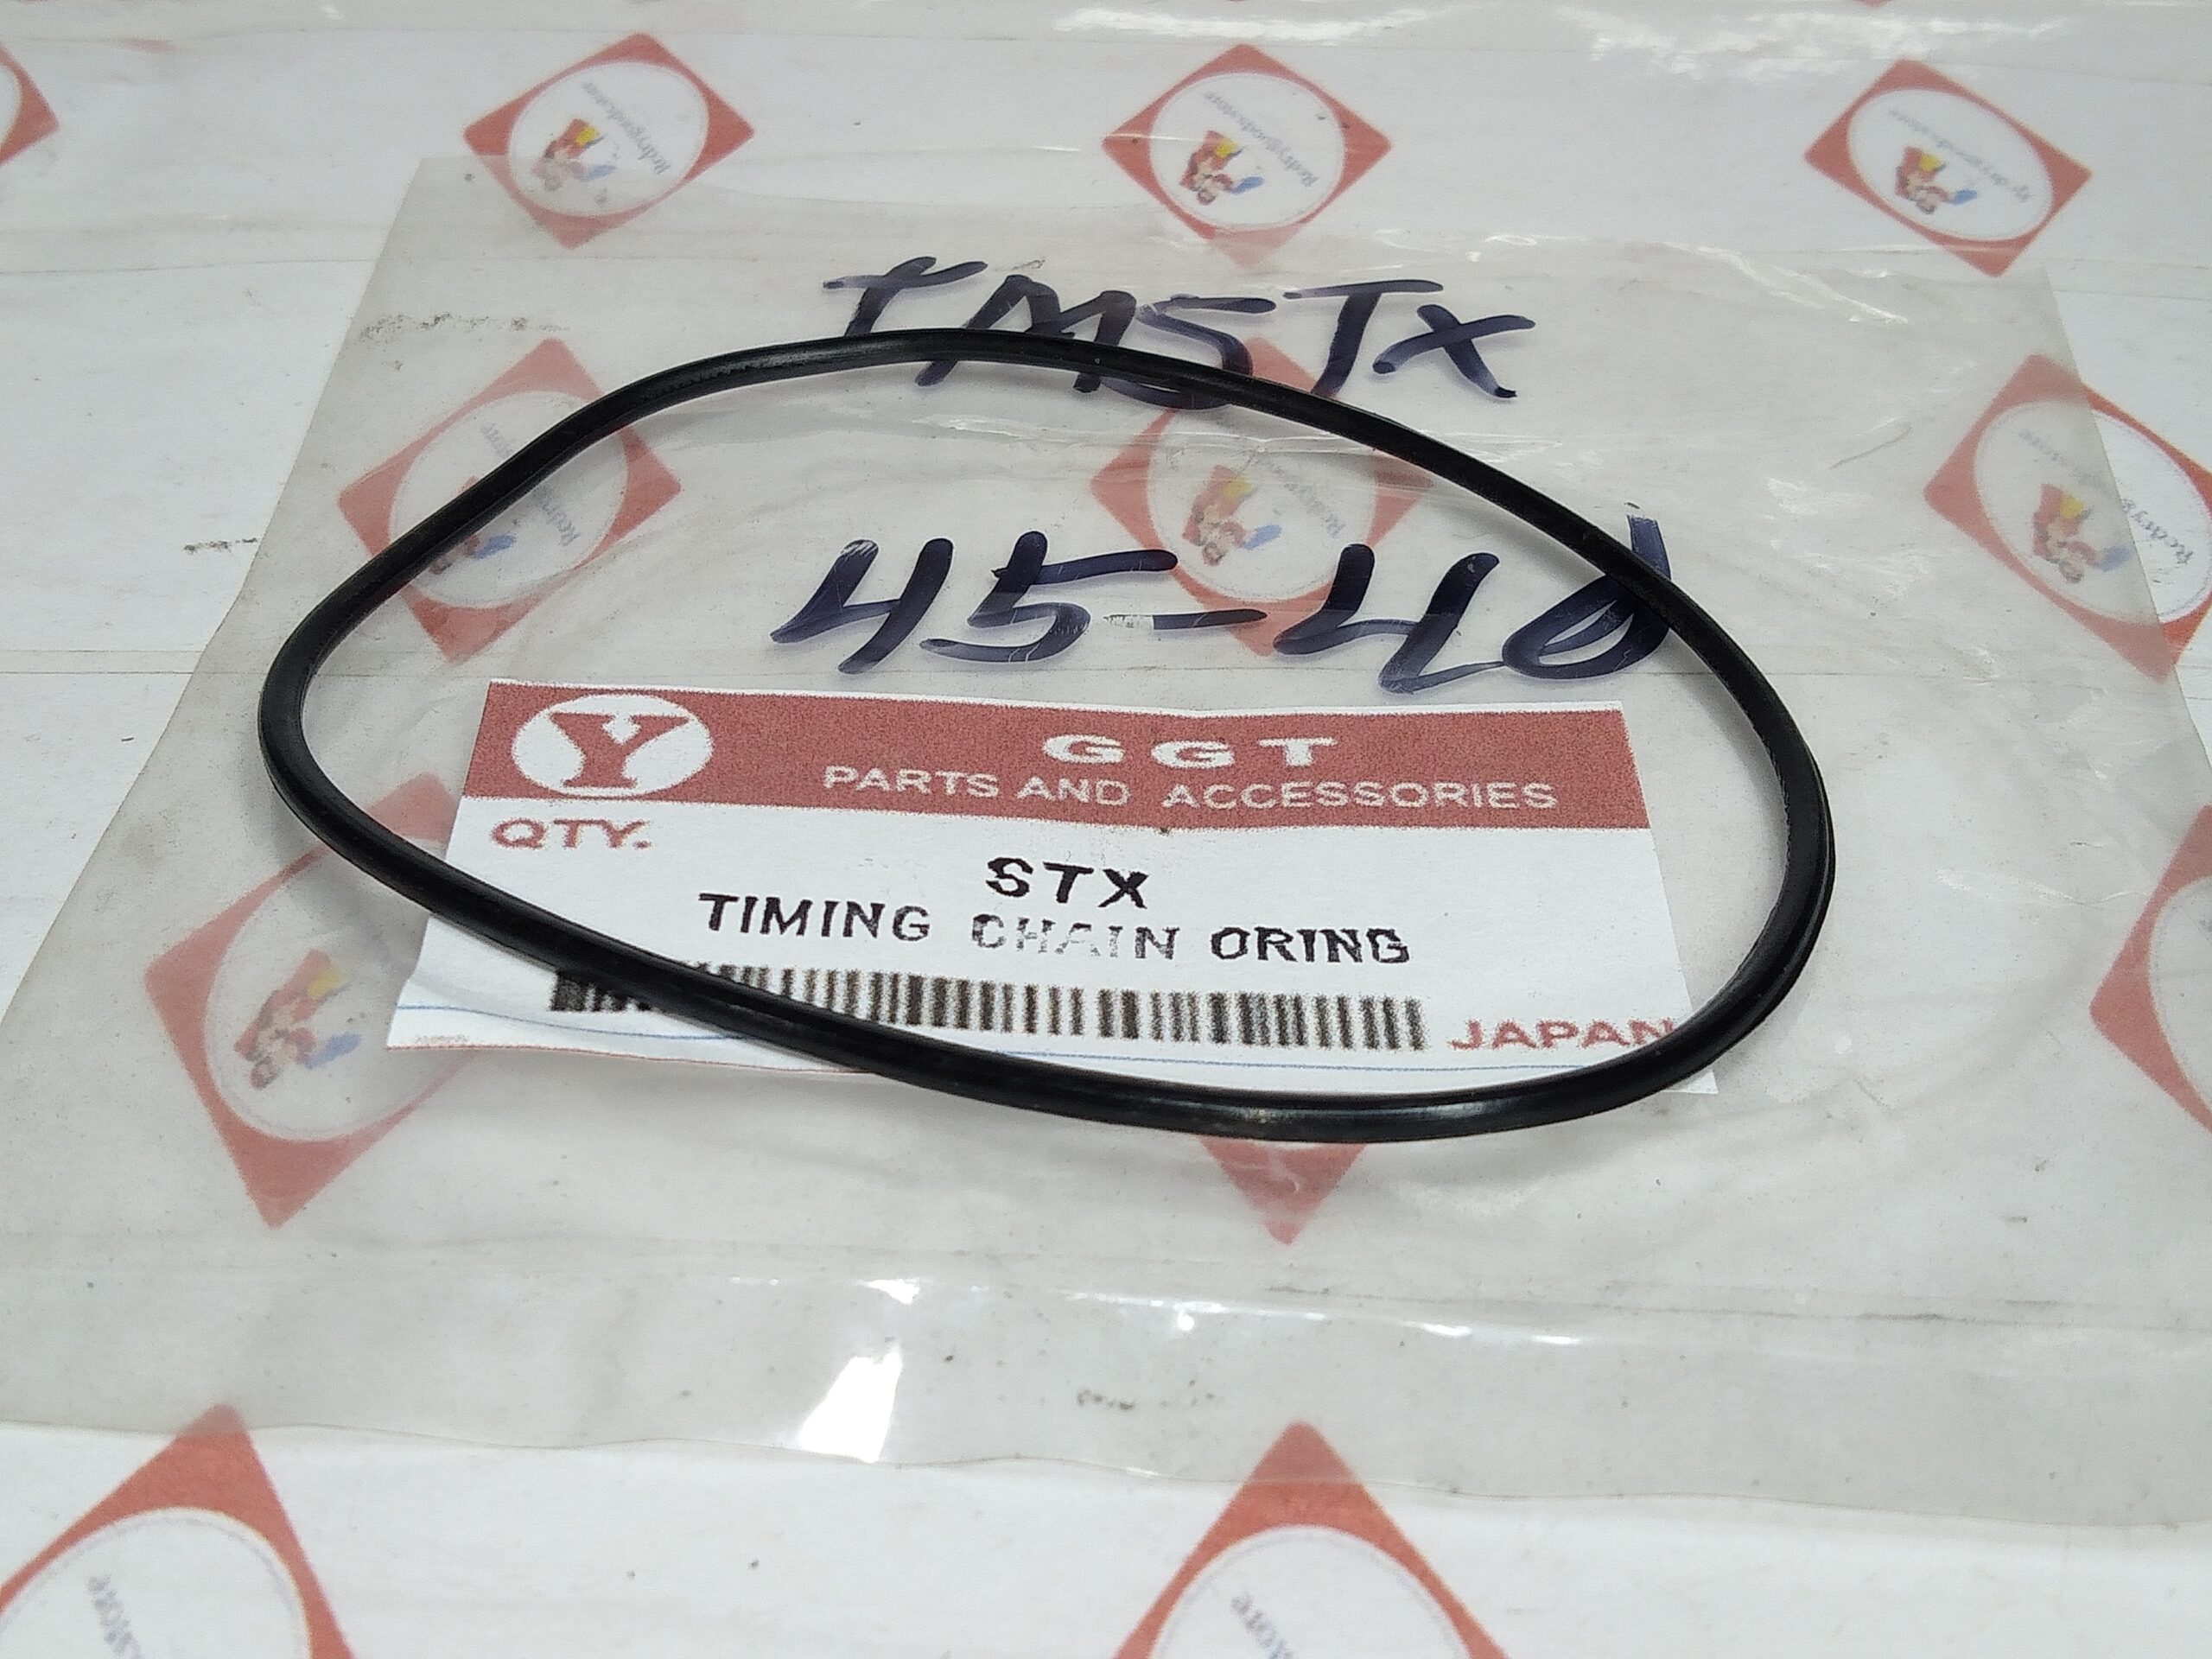 TMSTX
45-40
Y
GGT
PARTS AND ACCESSORIES
QTY.
STX
TIMING CHAIN ORING
JAPAN